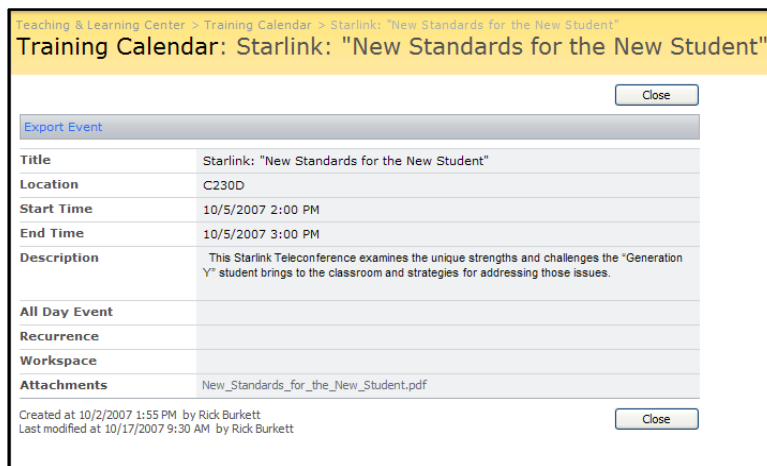 Teaching & Learning Center > Training Calendar > Starlink: "New Standards for the New Student"
Training Calendar: Starlink: "New Standards for the New Student"
Close
Export Event
Title Starlink: "New Standards for the New Student"
Location C230D
Start Time 10/5/2007 2:00 PM
End Time 10/5/2007 3:00 PM
Description This Starlink Teleconference examines the unique strengths and challenges the “Generation
Y” student brings to the classroom and strategies for addressing those issues.
All Day Event
Recurrence
Workspace
Attachments New_Standards_for_the_New_Student.pdf
Created at 10/2/2007 1:55 PM by Rick Burkett
Last modified at 10/17/2007 9:30 AM by Rick Burkett
Close